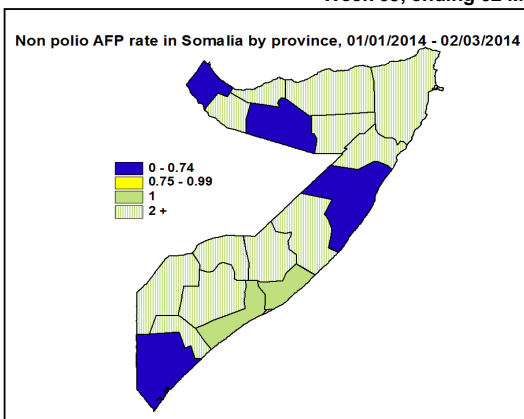 Non polio AFP rate in Somalia by province, 01/01/2014 - 02/03/2014
0 - 0.74
0.75 - 0.99
1
2 +